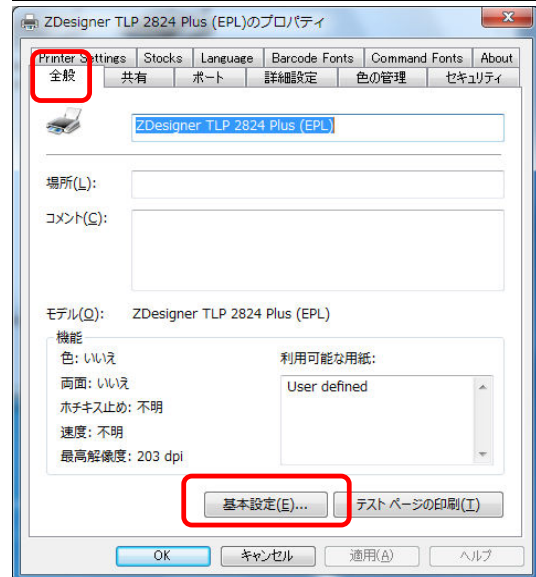 ZDesigner TLP 2824 Plus (EPL)のプロパティ
Printer Settings Stocks Language Barcode Fonts Command Fonts About
全般 共有 ポート 詳細設定 色の管理 セキュリティ
ZDesigner TLP 2824 Plus (EPL)
場所(L):
コメント(C):
モデル(O): ZDesigner TLP 2824 Plus (EPL)
機能
色: いいえ 利用可能な用紙:
両面: いいえ User defined
ホチキス止め: 不明
速度: 不明
最高解像度: 203 dpi
基本設定(E)... テスト ページの印刷(T)
OK キャンセル 適用(A) ヘルプ